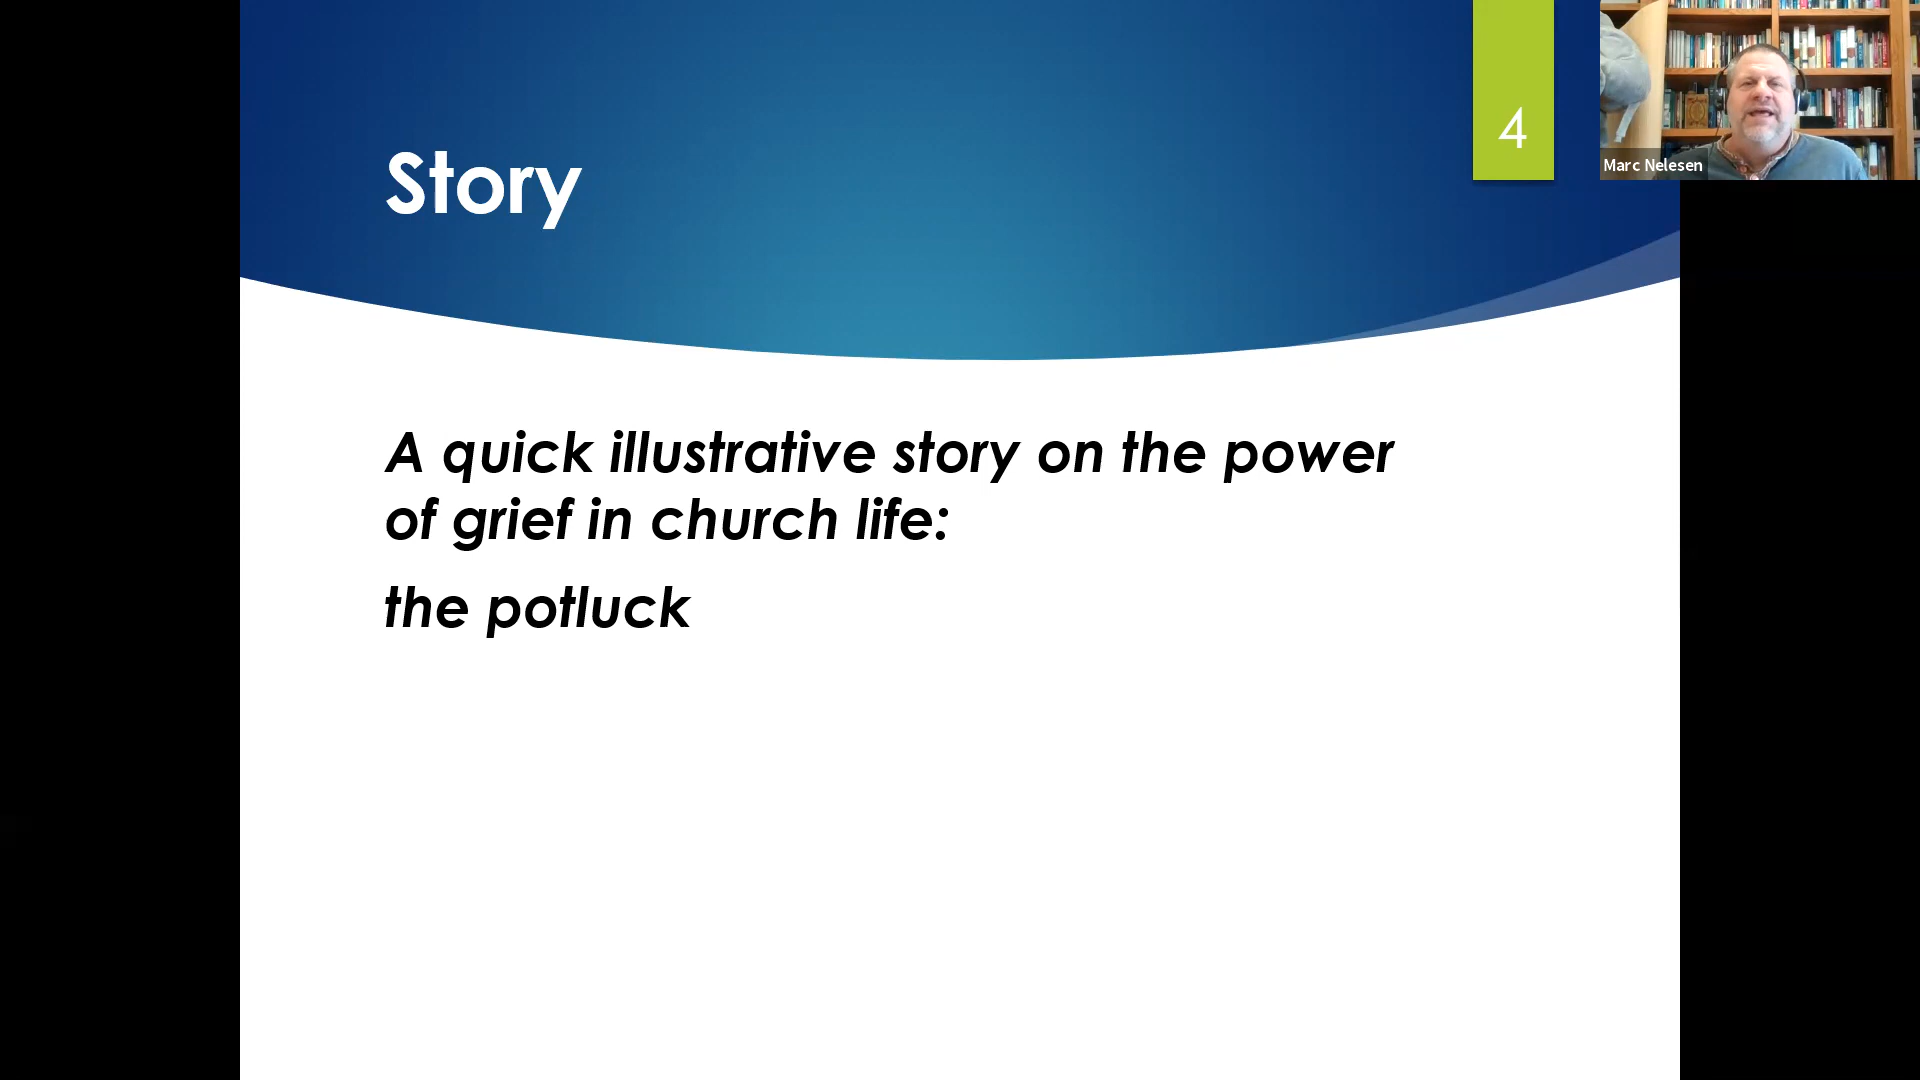 Story
4
Marc Nelesen
A quick illustrative story on the power
of grief in church life:
the potluck